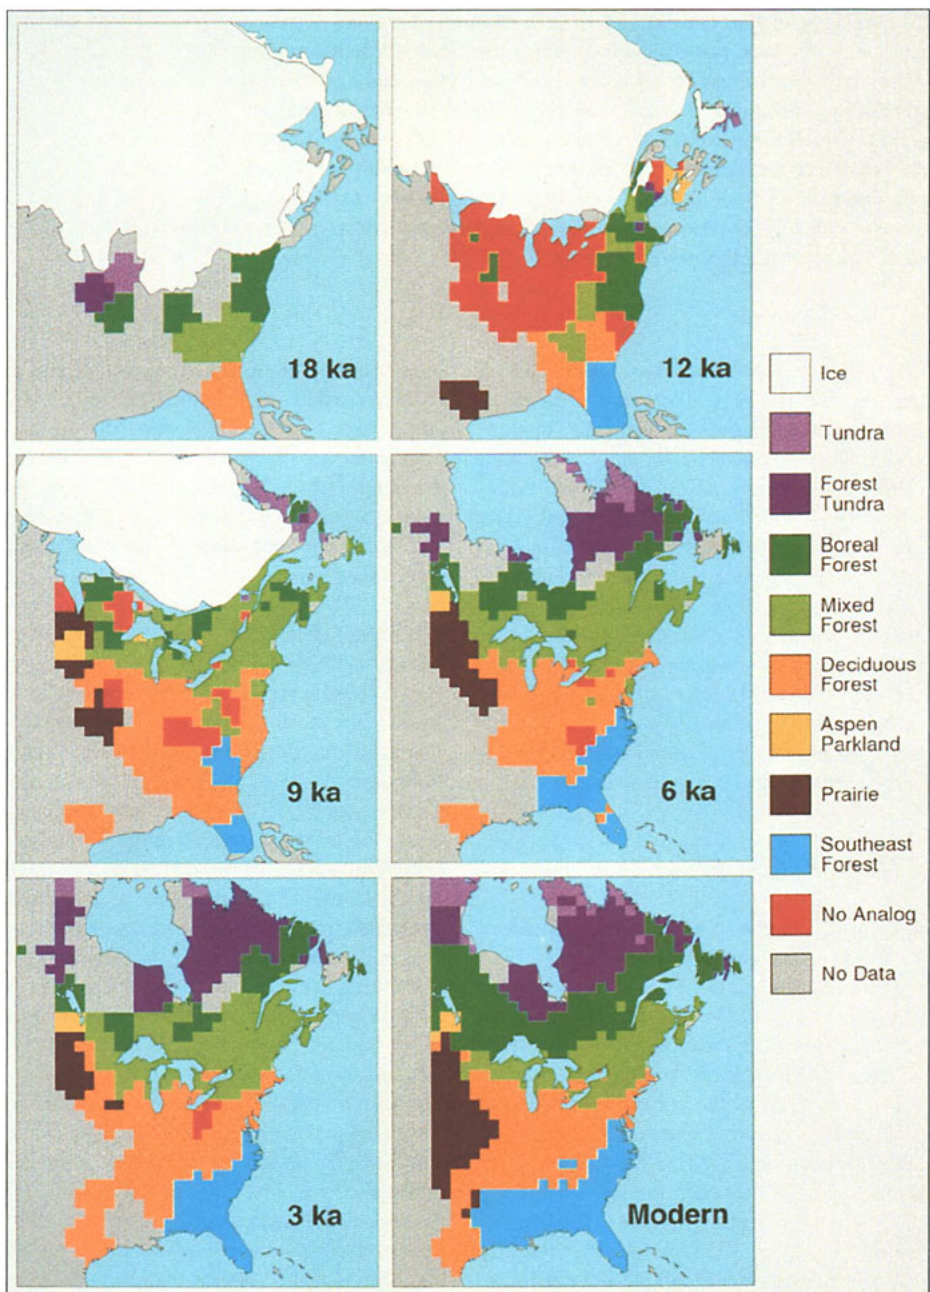 18 ka
12 ka
9 ka
6 ka
3 ka
Modern
Ice
Tundra
Forest
Tundra
Boreal
Forest
Mixed
Forest
Deciduous
Forest
Aspen
Parkland
Prairie
Southeast
Forest
No Analog
No Data